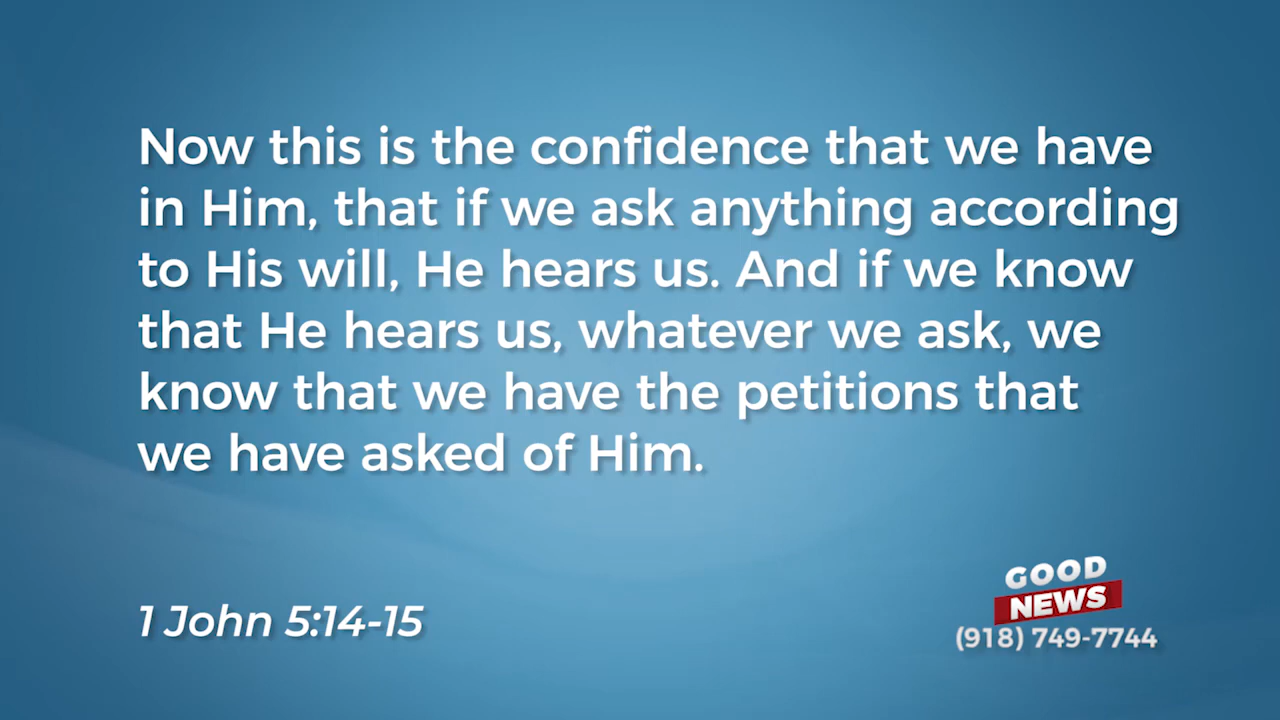 Now this is the confidence that we have
in Him, that if we ask anything according
to His will, He hears us. And if we know
that He hears us, whatever we ask, we
know that we have the petitions that
we have asked of Him.
1 John 5:14-15
GOOD
NEWS
(918) 749-7744